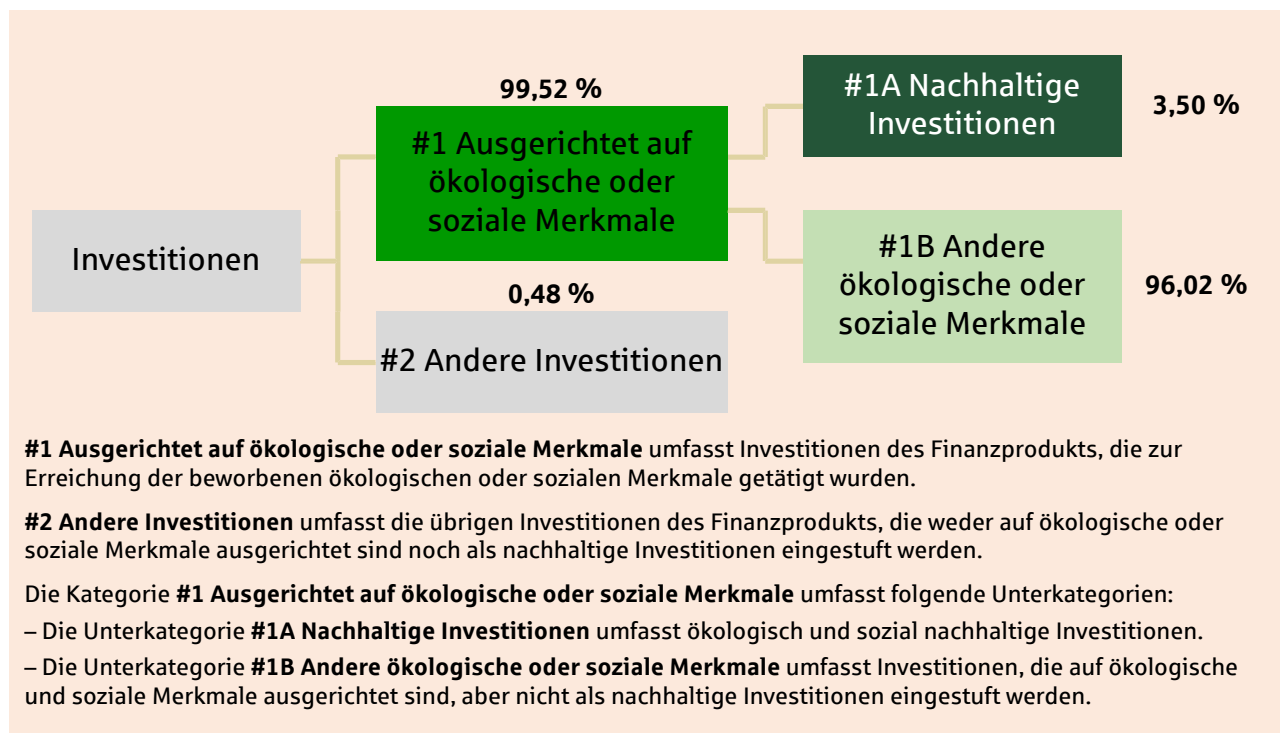 99,52 %
#1 Ausgerichtet auf
ökologische oder
soziale Merkmale
#1A Nachhaltige
Investitionen
3,50 %
Investitionen
#1B Andere
ökologische oder
soziale Merkmale
96,02 %
0,48 %
#2 Andere Investitionen
#1 Ausgerichtet auf ökologische oder soziale Merkmale umfasst Investitionen des Finanzprodukts, die zur
Erreichung der beworbenen ökologischen oder sozialen Merkmale getätigt wurden.
#2 Andere Investitionen umfasst die übrigen Investitionen des Finanzprodukts, die weder auf ökologische oder
soziale Merkmale ausgerichtet sind noch als nachhaltige Investitionen eingestuft werden.
Die Kategorie #1 Ausgerichtet auf ökologische oder soziale Merkmale umfasst folgende Unterkategorien:
– Die Unterkategorie #1A Nachhaltige Investitionen umfasst ökologisch und sozial nachhaltige Investitionen.
– Die Unterkategorie #1B Andere ökologische oder soziale Merkmale umfasst Investitionen, die auf ökologische
und soziale Merkmale ausgerichtet sind, aber nicht als nachhaltige Investitionen eingestuft werden.